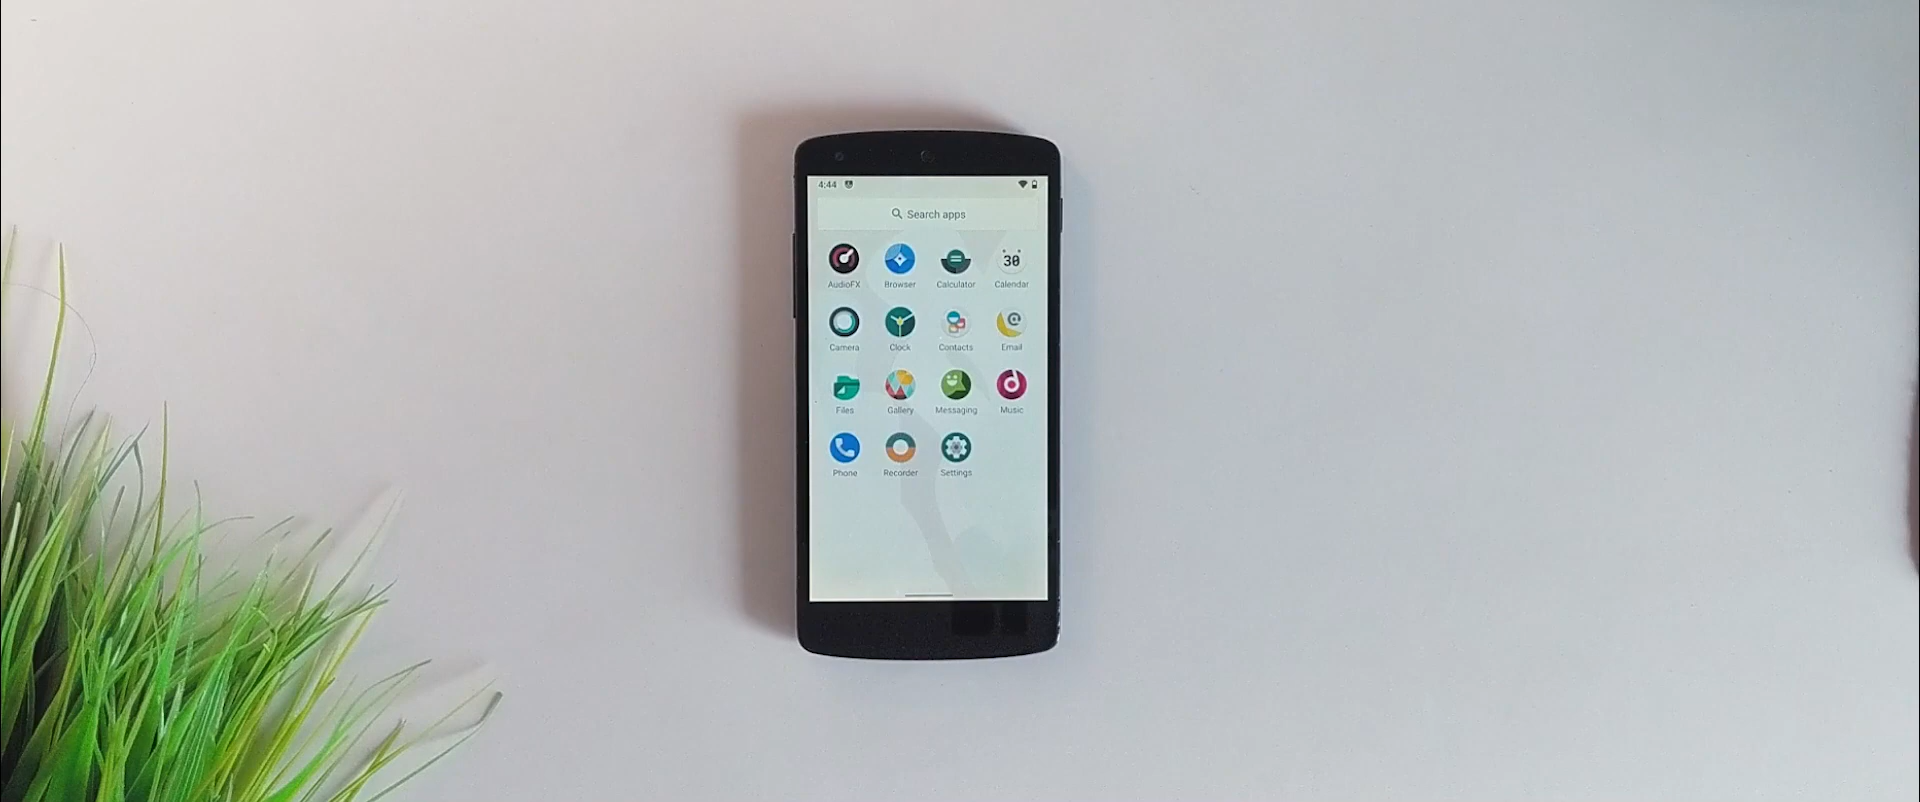 4:44
Search apps
AudioFX Browser Calculator 30 Calendar
Camera Clock Contacts @ Email
Files Gallery Messaging Music
Phone Recorder Settings